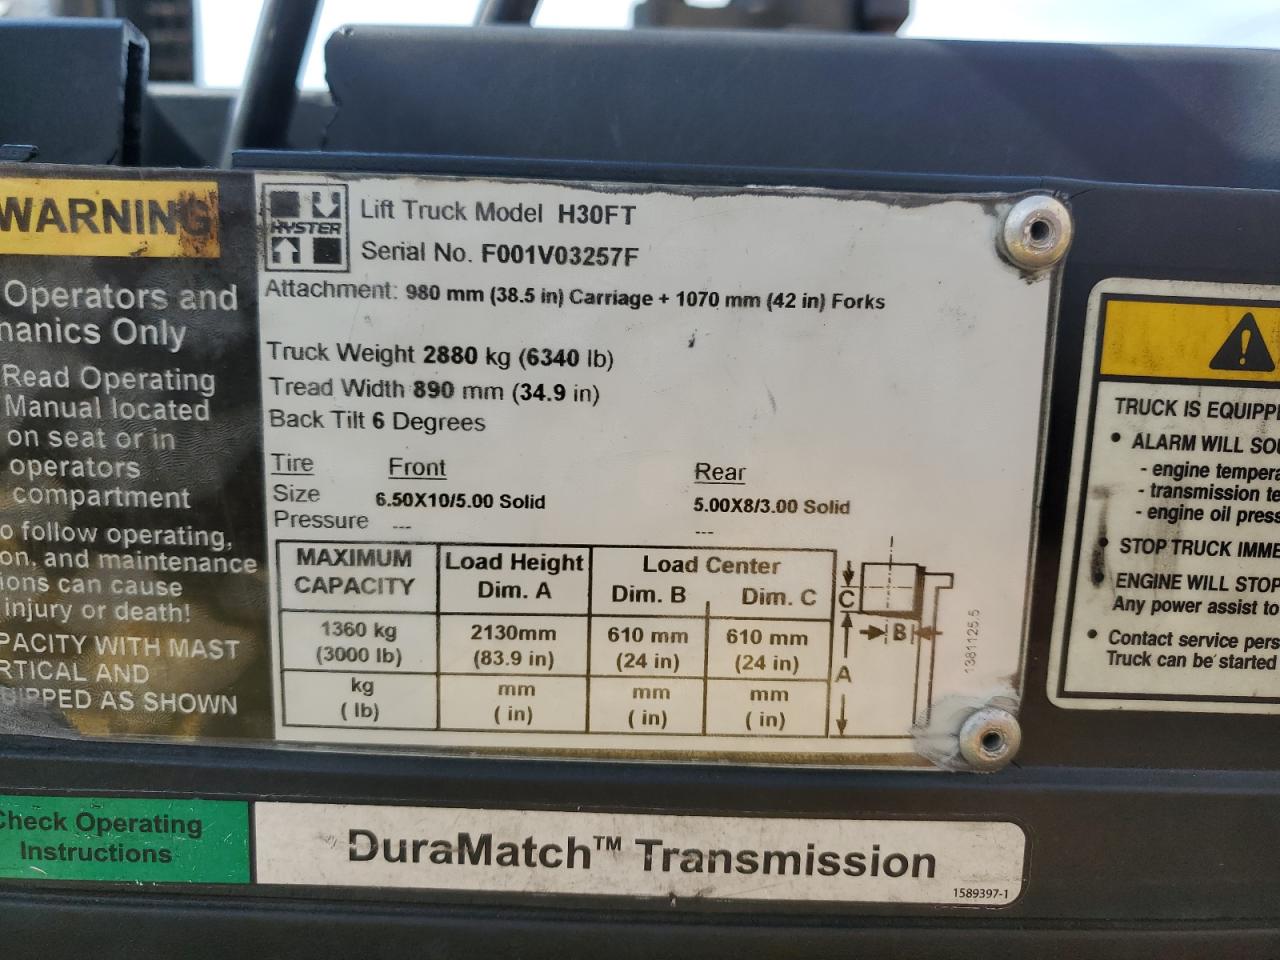 WARNING
Operators and
hanics Only
Read Operating
Manual located
on seat or in
operators
compartment
o follow operating,
on, and maintenance
ions can cause
injury or death!
PACITY WITH MAST
RTICAL AND
UIPPED AS SHOWN
HYSTER
Lift Truck Model H30FT
Serial No. F001V03257F
Attachment: 980 mm (38.5 in) Carriage + 1070 mm (42 in) Forks
Truck Weight 2880 kg (6340 lb)
Tread Width 890 mm (34.9 in)
Back Tilt 6 Degrees
Tire Front Rear
Size 6.50X10/5.00 Solid 5.00X8/3.00 Solid
Pressure --- ---
MAXIMUM CAPACITY
Load Height Dim. A
Load Center
Dim. B Dim. C
1360 kg 2130mm 610 mm 610 mm
(3000 lb) (83.9 in) (24 in) (24 in)
kg mm mm mm
( lb) ( in) ( in) ( in)
C
B
A
1381125.5
TRUCK IS EQUIPP
• ALARM WILL SOU
- engine tempera
- transmission te
- engine oil press
• STOP TRUCK IMME
• ENGINE WILL STOP
Any power assist to
• Contact service pers
Truck can be started
Check Operating
Instructions
DuraMatch™ Transmission
1589397-1